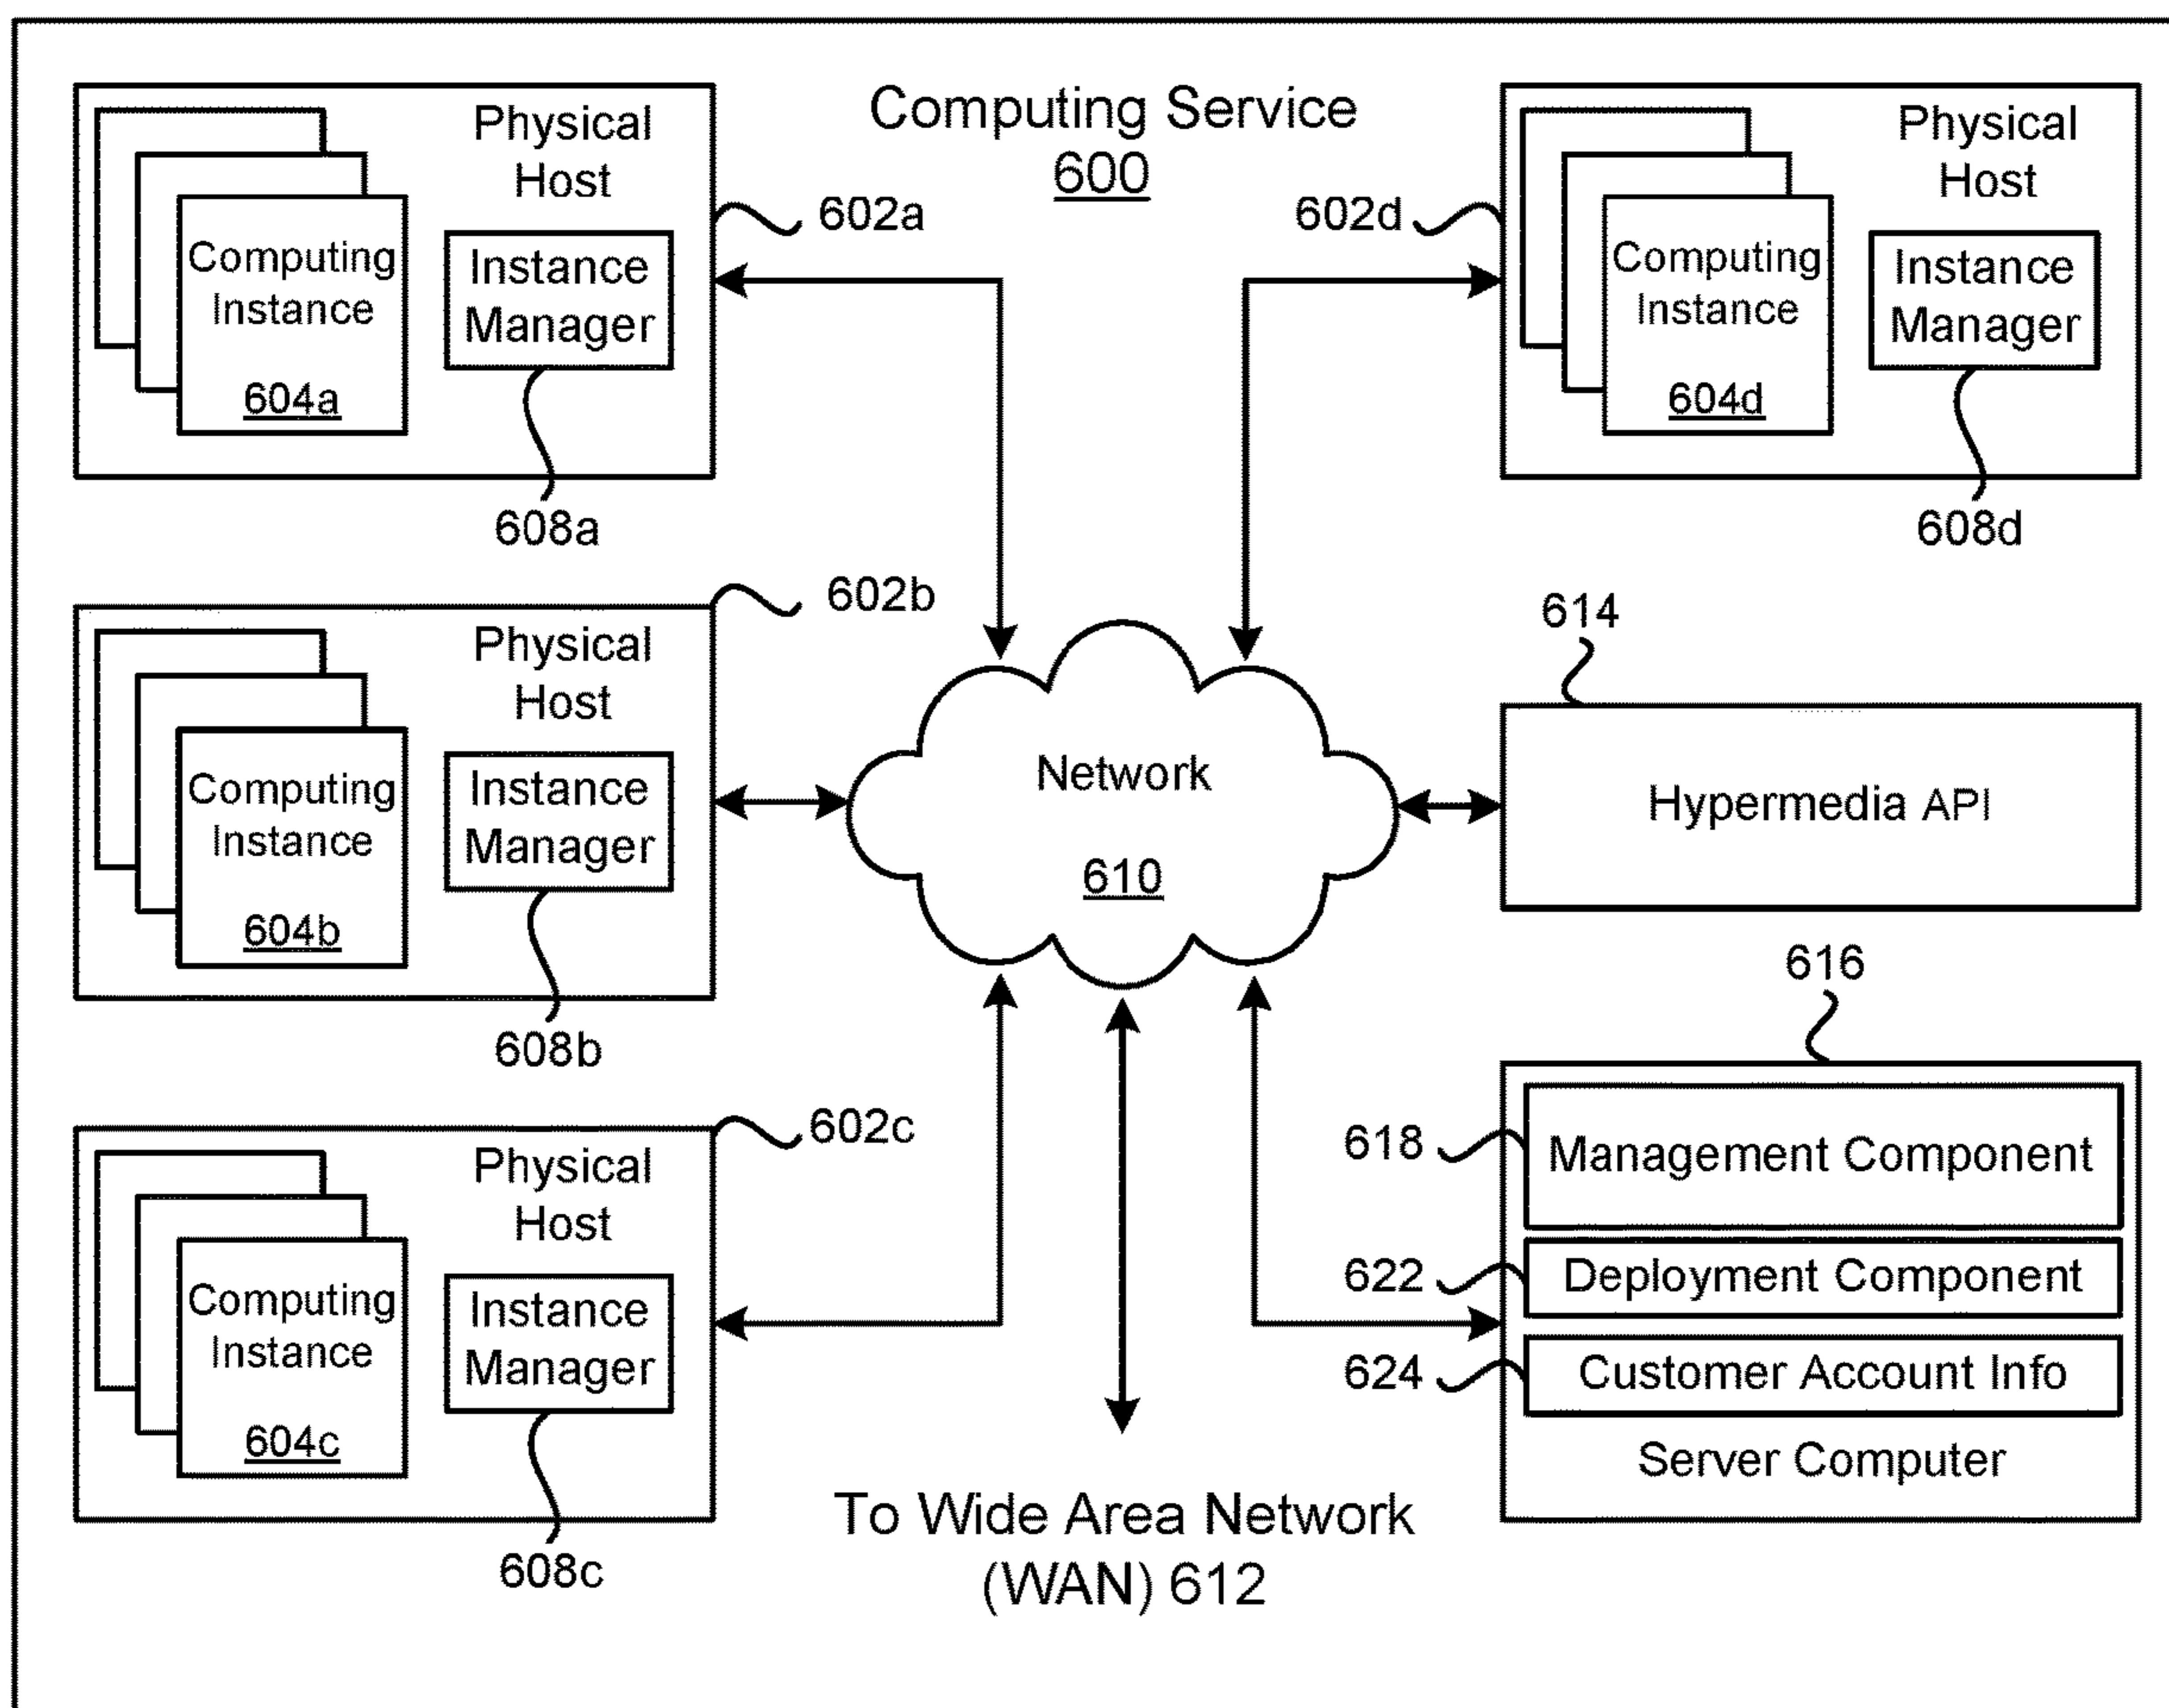 Computing Service
600
Physical
Host
Computing
Instance
604a
Instance
Manager
602a
608a
Physical
Host
Computing
Instance
604d
Instance
Manager
602d
608d
Physical
Host
Computing
Instance
604b
Instance
Manager
602b
608b
Network
610
614
Hypermedia API
Physical
Host
Computing
Instance
604c
Instance
Manager
602c
608c
616
618
Management Component
622
Deployment Component
624
Customer Account Info
Server Computer
To Wide Area Network
(WAN) 612